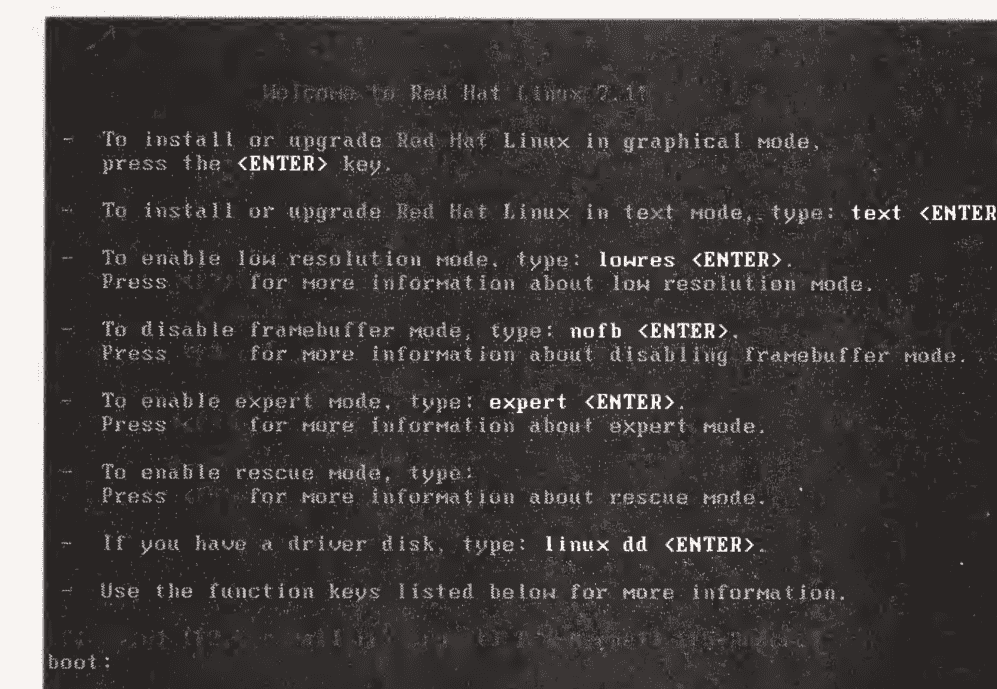 Welcome to Red Hat Linux 7.1!
- To install or upgrade Red Hat Linux in graphical mode,
press the <ENTER> key.
- To install or upgrade Red Hat Linux in text mode, type: text <ENTER
- To enable low resolution mode, type: lowres <ENTER>.
Press for more information about low resolution mode.
- To disable framebuffer mode, type: nofb <ENTER>.
Press for more information about disabling framebuffer mode.
- To enable expert mode, type: expert <ENTER>.
Press for more information about expert mode.
- To enable rescue mode, type:
Press for more information about rescue mode.
- If you have a driver disk, type: linux dd <ENTER>.
- Use the function keys listed below for more information.
boot: